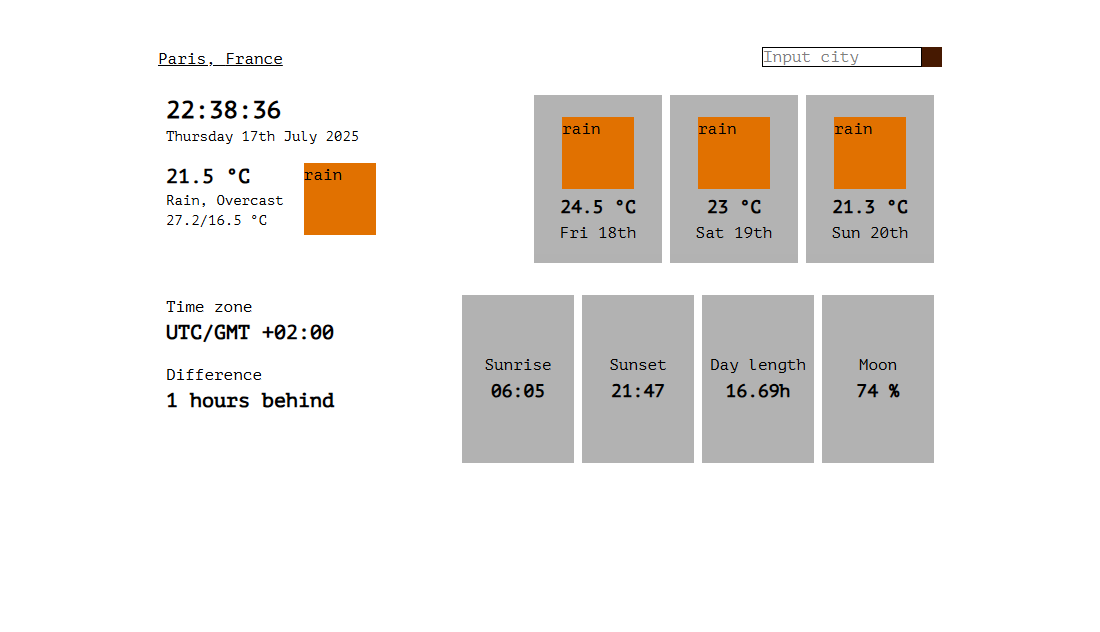 Paris, France
Input city
22:38:36
Thursday 17th July 2025
21.5 °C
Rain, Overcast
27.2/16.5 °C
rain
rain
24.5 °C
Fri 18th
rain
23 °C
Sat 19th
rain
21.3 °C
Sun 20th
Time zone
UTC/GMT +02:00
Difference
1 hours behind
Sunrise
06:05
Sunset
21:47
Day length
16.69h
Moon
74 %